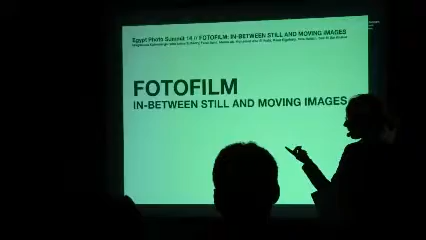 Egypt Photo Summit 14 // FOTOFILM: IN-BETWEEN STILL AND MOVING IMAGES
FOTOFILM
IN-BETWEEN STILL AND MOVING IMAGES